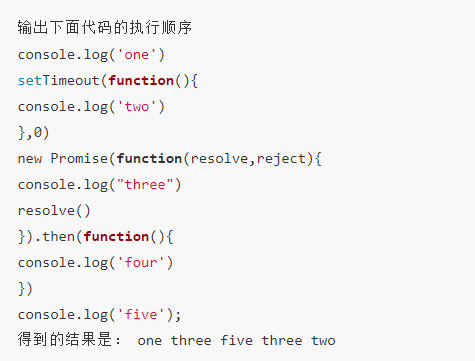 输出下面代码的执行顺序
console.log('one')
setTimeout(function(){
console.log('two')
},0)
new Promise(function(resolve,reject){
console.log("three")
resolve()
}).then(function(){
console.log('four')
})
console.log('five');
得到的结果是： one three five three two